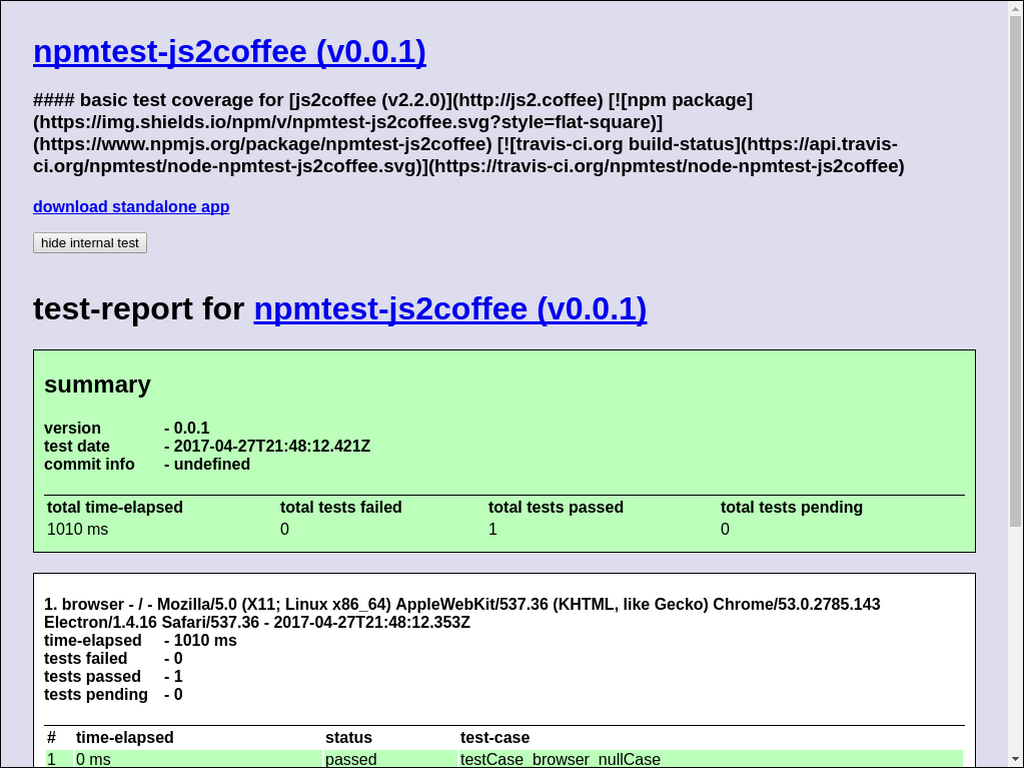 npmtest-js2coffee (v0.0.1)
#### basic test coverage for [js2coffee (v2.2.0)](http://js2.coffee) [![npm package]
(https://img.shields.io/npm/v/npmtest-js2coffee.svg?style=flat-square)]
(https://www.npmjs.org/package/npmtest-js2coffee) [![travis-ci.org build-status](https://api.travis-
ci.org/npmtest/node-npmtest-js2coffee.svg)](https://travis-ci.org/npmtest/node-npmtest-js2coffee)
download standalone app
hide internal test
test-report for npmtest-js2coffee (v0.0.1)
summary
version - 0.0.1
test date - 2017-04-27T21:48:12.421Z
commit info - undefined
total time-elapsed total tests failed total tests passed total tests pending
1010 ms 0 1 0
1. browser - / - Mozilla/5.0 (X11; Linux x86_64) AppleWebKit/537.36 (KHTML, like Gecko) Chrome/53.0.2785.143
Electron/1.4.16 Safari/537.36 - 2017-04-27T21:48:12.353Z
time-elapsed - 1010 ms
tests failed - 0
tests passed - 1
tests pending - 0
# time-elapsed status test-case
1 0 ms passed testCase_browser_nullCase